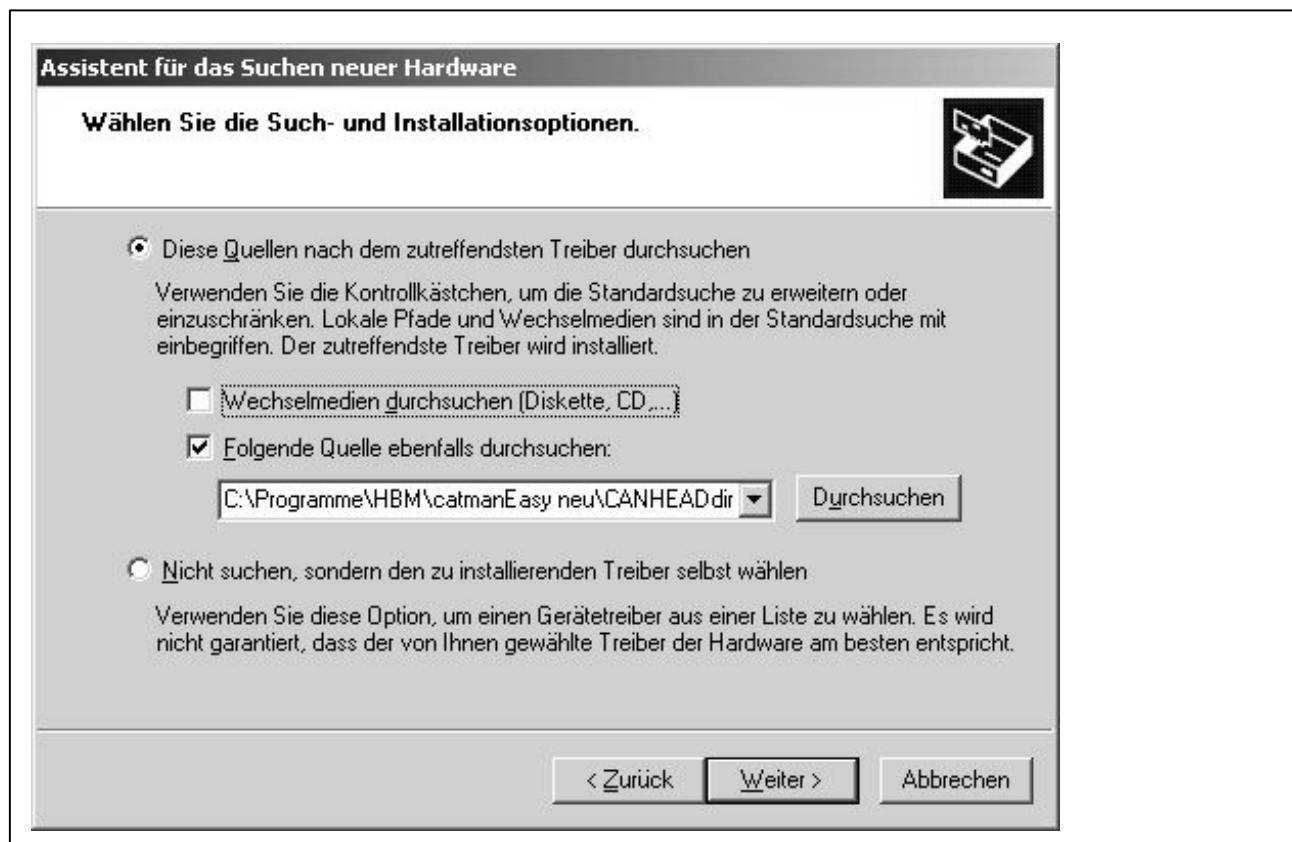 Assistent für das Suchen neuer Hardware
Wählen Sie die Such- und Installationsoptionen.
Diese Quellen nach dem zutreffendsten Treiber durchsuchen
Verwenden Sie die Kontrollkästchen, um die Standardsuche zu erweitern oder
einzuschränken. Lokale Pfade und Wechselmedien sind in der Standardsuche mit
einbegriffen. Der zutreffendste Treiber wird installiert.
Wechselmedien durchsuchen (Diskette, CD,...)
Folgende Quelle ebenfalls durchsuchen:
C:\Programme\HBM\catmanEasy neu\CANHEADdir Durchsuchen
Nicht suchen, sondern den zu installierenden Treiber selbst wählen
Verwenden Sie diese Option, um einen Gerätetreiber aus einer Liste zu wählen. Es wird
nicht garantiert, dass der von Ihnen gewählte Treiber der Hardware am besten entspricht.
< Zurück Weiter > Abbrechen